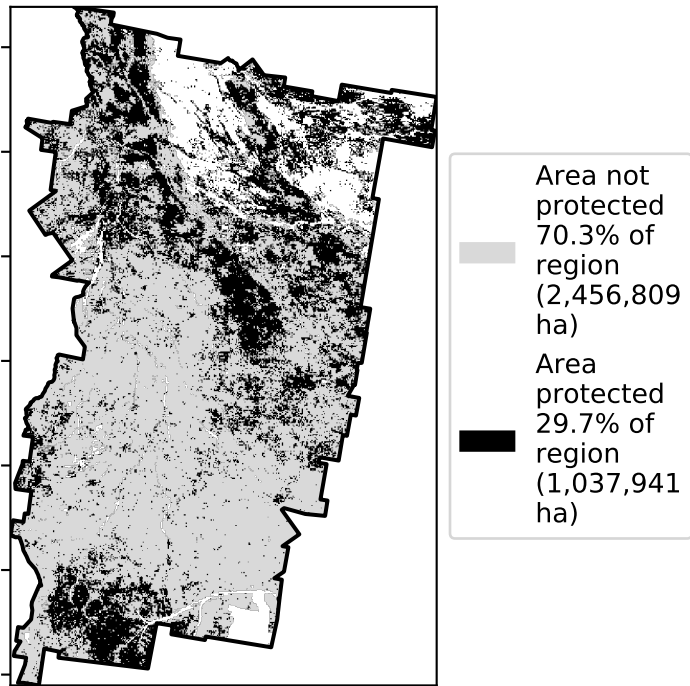 Area not
protected
70.3% of
region
(2,456,809
ha)
Area
protected
29.7% of
region
(1,037,941
ha)